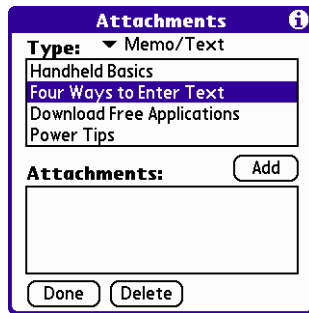 Attachments
Type: Memo/Text
Handheld Basics
Four Ways to Enter Text
Download Free Applications
Power Tips
Attachments: Add
Done Delete